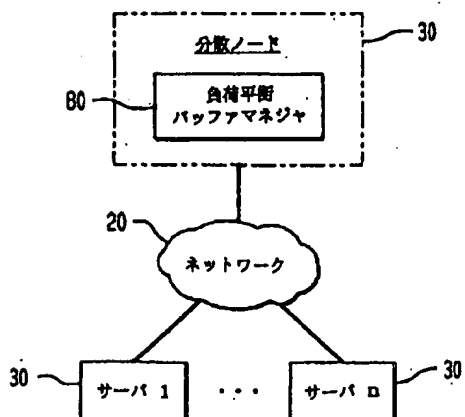 30
分散ノード
80
負荷平衡
バッファマネジャ
20
ネットワーク
30
サーバ 1
...
サーバ n
30